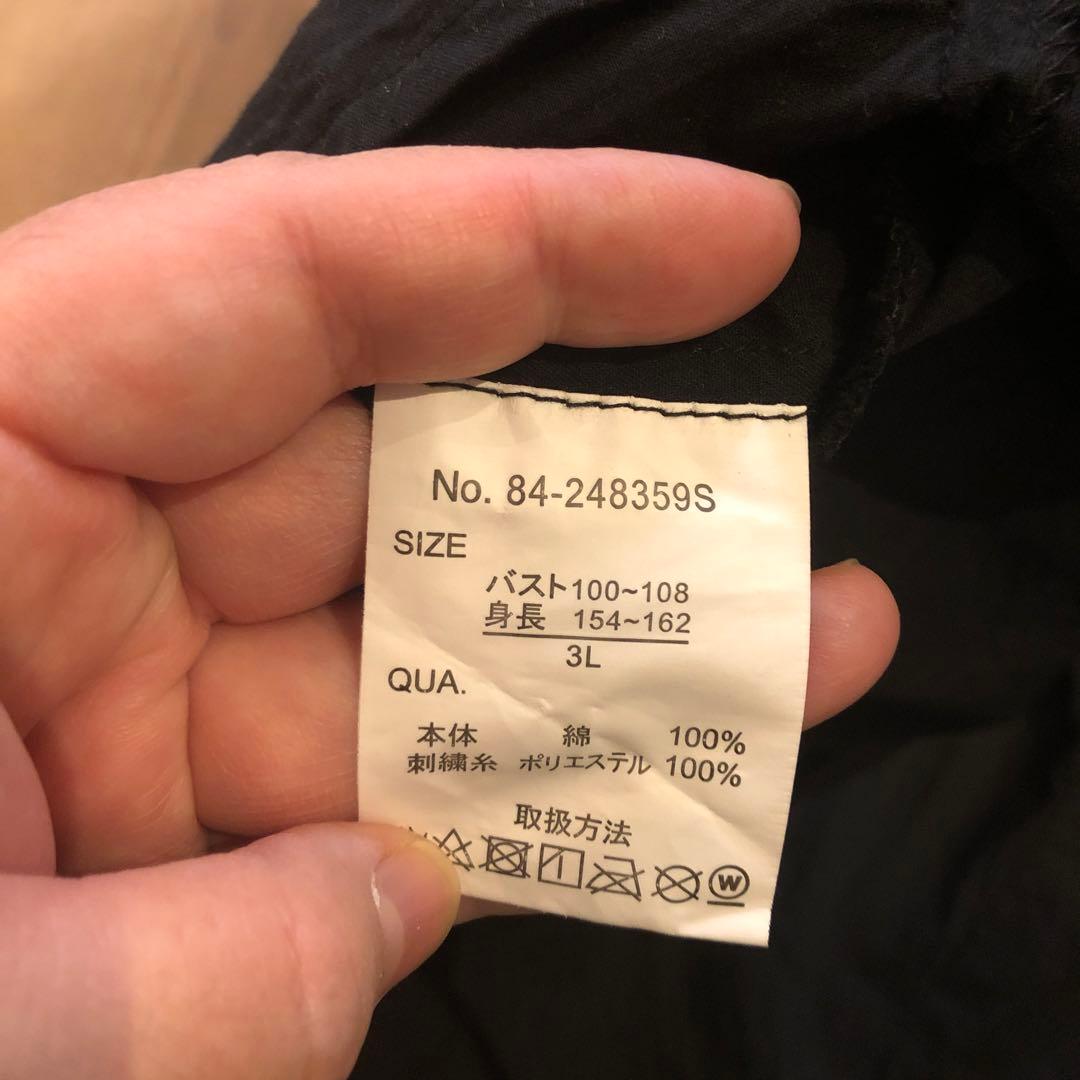 No. 84-248359S
SIZE
バスト100~108
身長 154~162
3L
QUA.
本体 綿 100%
刺繍糸 ポリエステル 100%
取扱方法
W